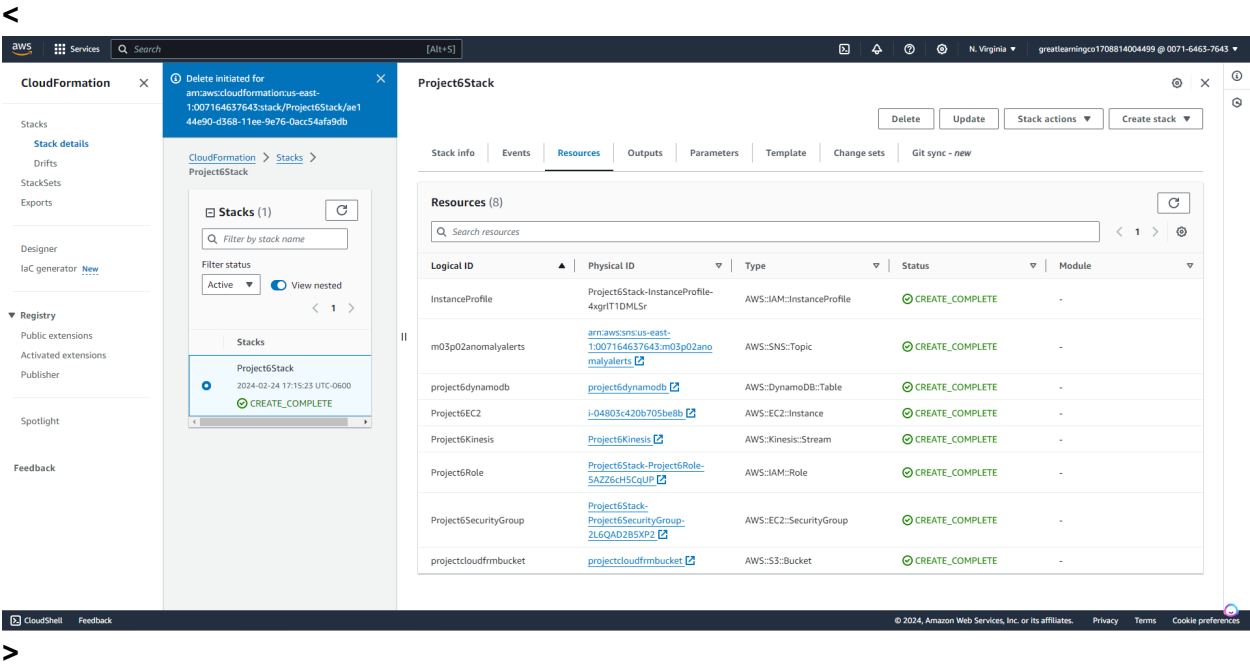 <
aws
Services
Search
[Alt+S]
N. Virginia
greatlearningco1708814004499 @ 0071-6463-7643
CloudFormation
Stacks
Stack details
Drifts
StackSets
Exports
Designer
IaC generator New
Registry
Public extensions
Activated extensions
Publisher
Spotlight
Feedback
Delete initiated for
arn:aws:cloudformation:us-east-
1:007164637643:stack/Project6Stack/ae1
44e90-d368-11ee-9e76-0acc54afa9db
CloudFormation > Stacks >
Project6Stack
Stacks (1)
Filter by stack name
Filter status
Active
View nested
< 1 >
Stacks
Project6Stack
2024-02-24 17:15:23 UTC-0600
CREATE_COMPLETE
Project6Stack
Delete
Update
Stack actions
Create stack
Stack info
Events
Resources
Outputs
Parameters
Template
Change sets
Git sync - new
Resources (8)
Search resources
< 1 >
Logical ID
Physical ID
Type
Status
Module
InstanceProfile
Project6Stack-InstanceProfile-
4xgrlT1DMLSr
AWS::IAM::InstanceProfile
CREATE_COMPLETE
-
m03p02anomalyalerts
arn:aws:sns:us-east-
1:007164637643:m03p02ano
malyalerts
AWS::SNS::Topic
CREATE_COMPLETE
-
project6dynamodb
project6dynamodb
AWS::DynamoDB::Table
CREATE_COMPLETE
-
Project6EC2
i-04803c420b705be8b
AWS::EC2::Instance
CREATE_COMPLETE
-
Project6Kinesis
Project6Kinesis
AWS::Kinesis::Stream
CREATE_COMPLETE
-
Project6Role
Project6Stack-Project6Role-
5AZZ6cH5CqUP
AWS::IAM::Role
CREATE_COMPLETE
-
Project6SecurityGroup
Project6Stack-
Project6SecurityGroup-
2L6QAD2B5XP2
AWS::EC2::SecurityGroup
CREATE_COMPLETE
-
projectcloudfrmbucket
projectcloudfrmbucket
AWS::S3::Bucket
CREATE_COMPLETE
-
CloudShell
Feedback
© 2024, Amazon Web Services, Inc. or its affiliates.
Privacy
Terms
Cookie preferences
>